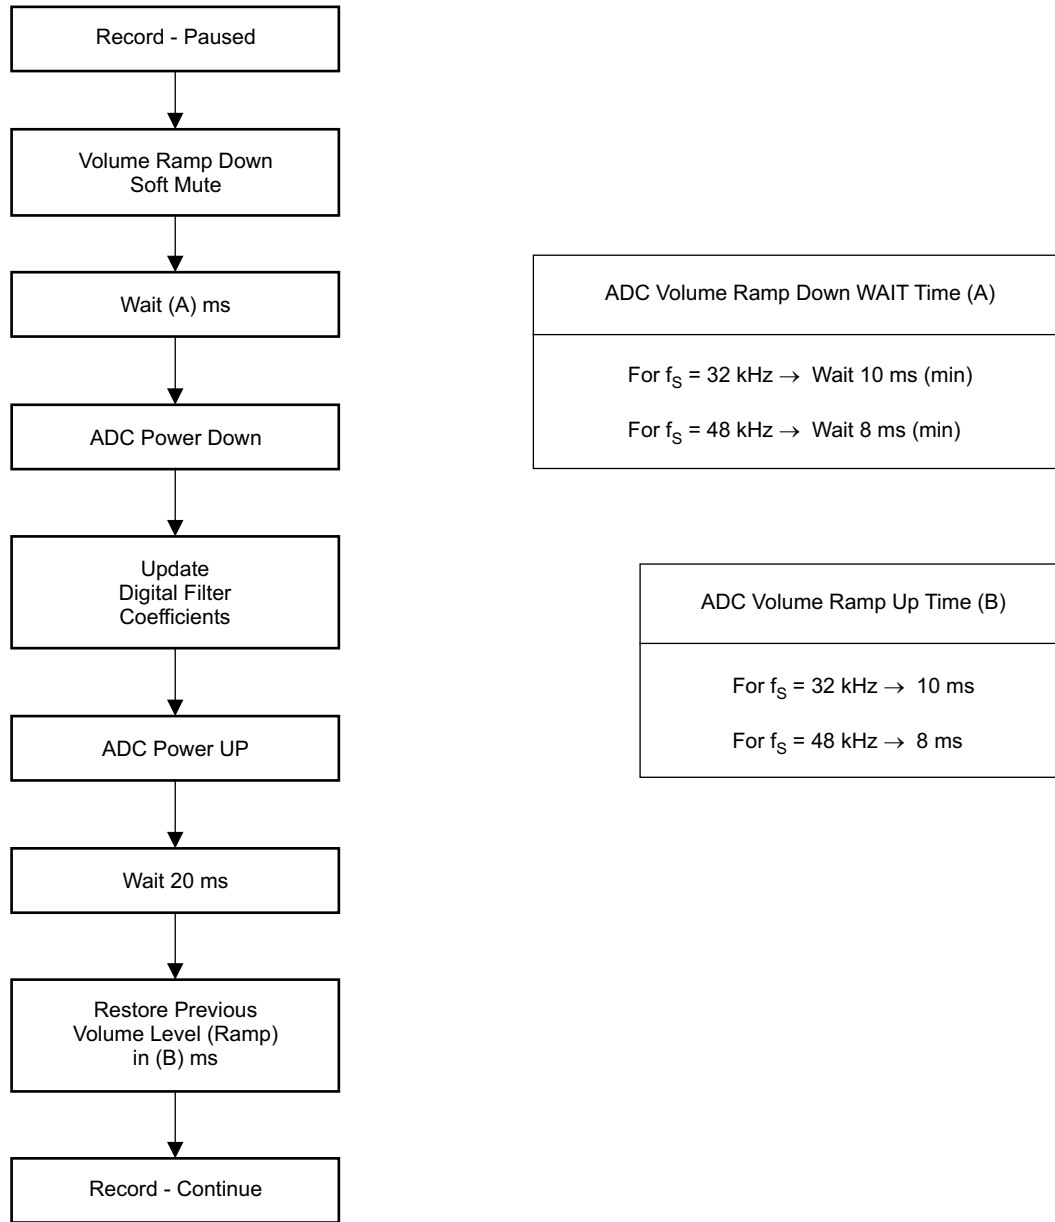 Record - Paused
Volume Ramp Down
Soft Mute
Wait (A) ms
ADC Power Down
Update
Digital Filter
Coefficients
ADC Power UP
Wait 20 ms
Restore Previous
Volume Level (Ramp)
in (B) ms
Record - Continue
ADC Volume Ramp Down WAIT Time (A)
For fS = 32 kHz → Wait 10 ms (min)
For fS = 48 kHz → Wait 8 ms (min)
ADC Volume Ramp Up Time (B)
For fS = 32 kHz → 10 ms
For fS = 48 kHz → 8 ms